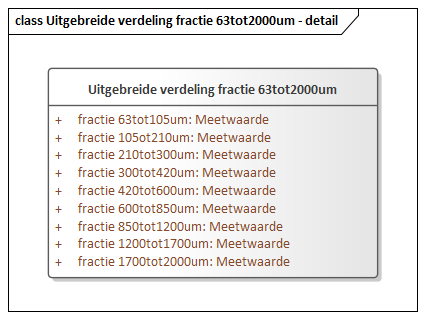 class Uitgebreide verdeling fractie 63tot2000um - detail
Uitgebreide verdeling fractie 63tot2000um
+ fractie 63tot105um: Meetwaarde
+ fractie 105ot210um: Meetwaarde
+ fractie 210tot300um: Meetwaarde
+ fractie 300tot420um: Meetwaarde
+ fractie 420tot600um: Meetwaarde
+ fractie 600tot850um: Meetwaarde
+ fractie 850tot1200um: Meetwaarde
+ fractie 1200tot1700um: Meetwaarde
+ fractie 1700tot2000um: Meetwaarde